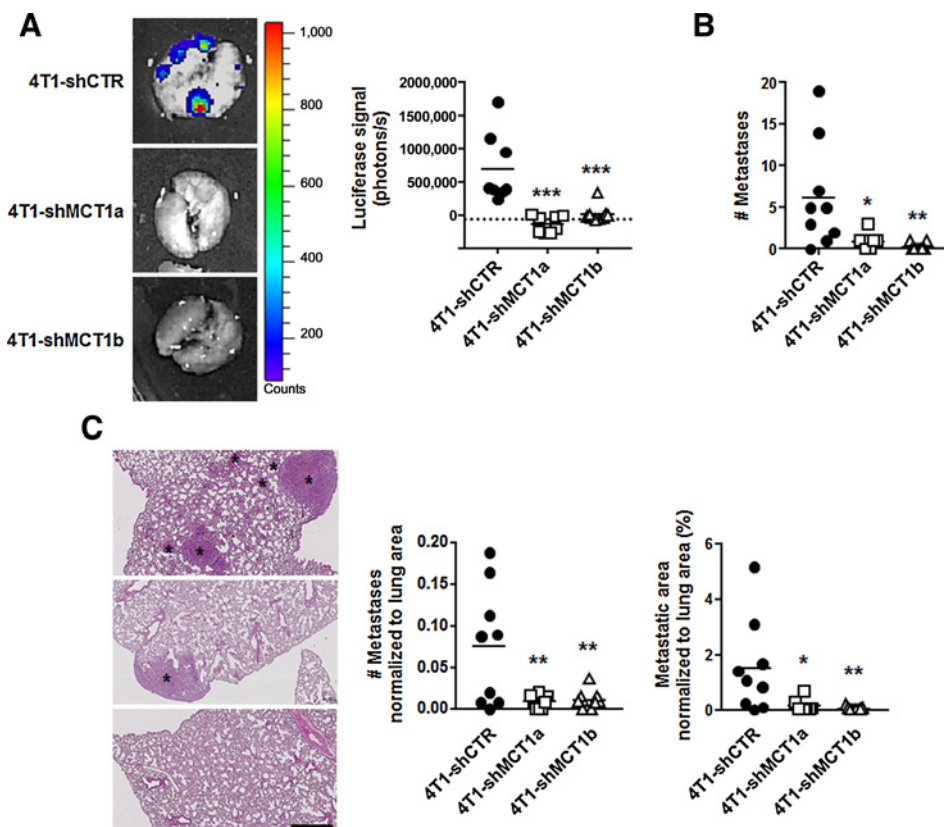 A
4T1-shCTR
4T1-shMCT1a
4T1-shMCT1b
1,000
800
600
400
200
Counts
Luciferase signal
(photons/s)
2000,000
1500,000
1000,000
500,000
0
***
***
4T1-shCTR
4T1-shMCT1a
4T1-shMCT1b
B
# Metastases
20
15
10
5
0
*
**
4T1-shCTR
4T1-shMCT1a
4T1-shMCT1b
C
*
*
*
*
*
*
*
# Metastases
normalized to lung area
0.20
0.15
0.10
0.05
0.00
**
**
4T1-shCTR
4T1-shMCT1a
4T1-shMCT1b
Metastatic area
normalized to lung area (%)
6
4
2
0
*
**
4T1-shCTR
4T1-shMCT1a
4T1-shMCT1b